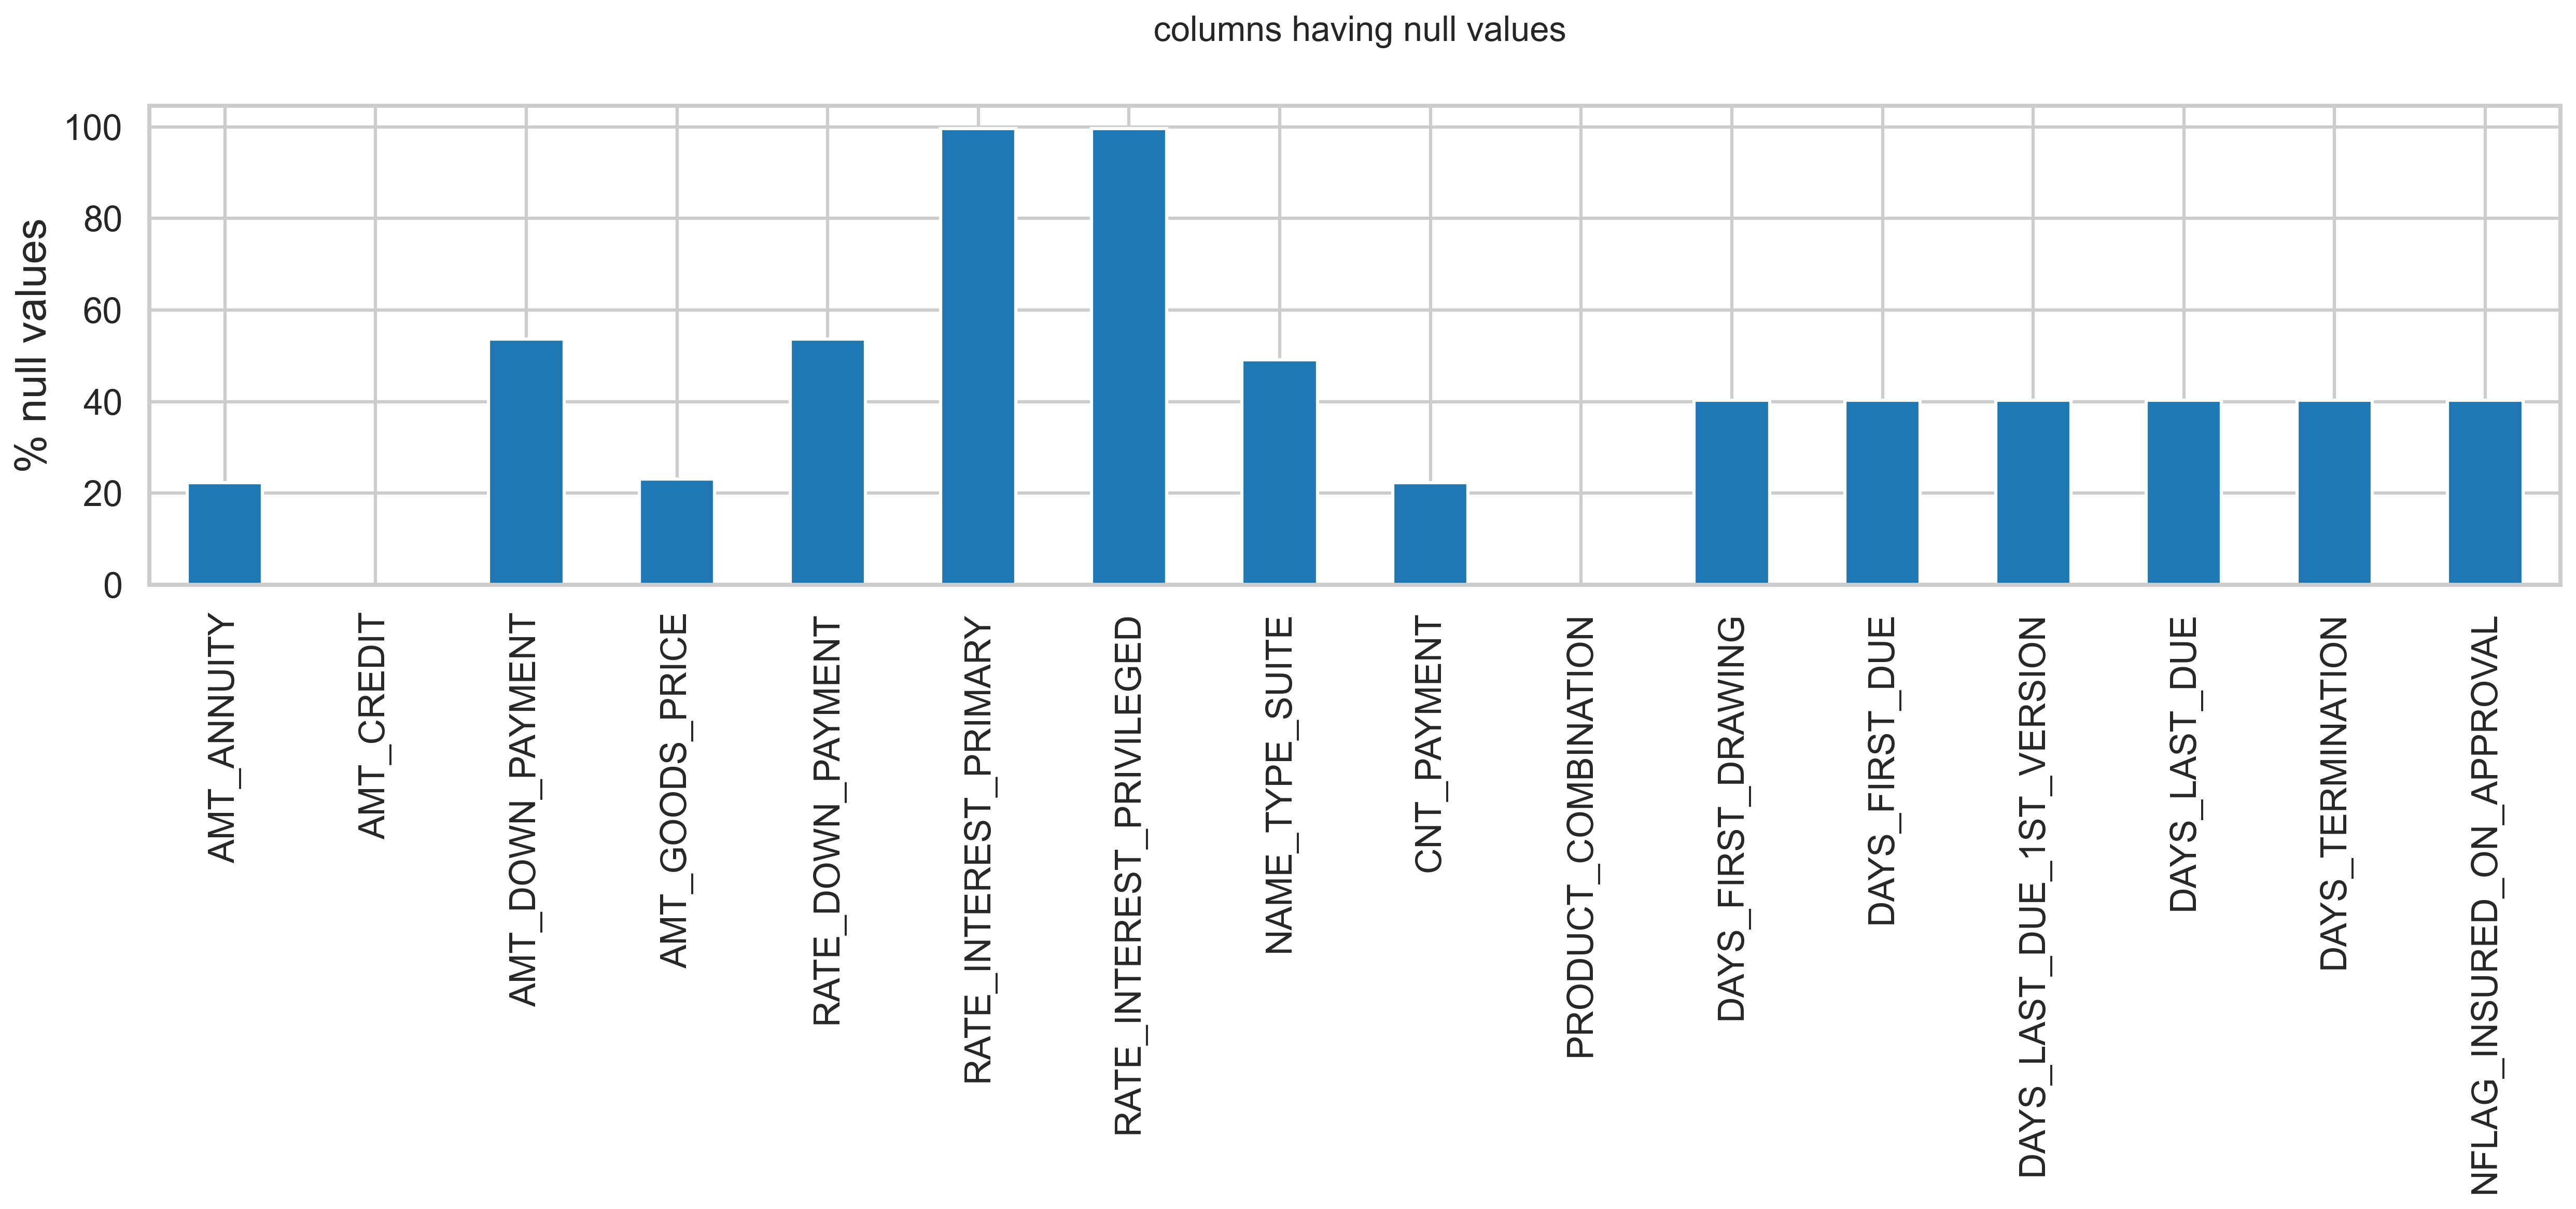 columns having null values
% null values
100
80
60
40
20
0
AMT_ANNUITY
AMT_CREDIT
AMT_DOWN_PAYMENT
AMT_GOODS_PRICE
RATE_DOWN_PAYMENT
RATE_INTEREST_PRIMARY
RATE_INTEREST_PRIVILEGED
NAME_TYPE_SUITE
CNT_PAYMENT
PRODUCT_COMBINATION
DAYS_FIRST_DRAWING
DAYS_FIRST_DUE
DAYS_LAST_DUE_1ST_VERSION
DAYS_LAST_DUE
DAYS_TERMINATION
NFLAG_INSURED_ON_APPROVAL